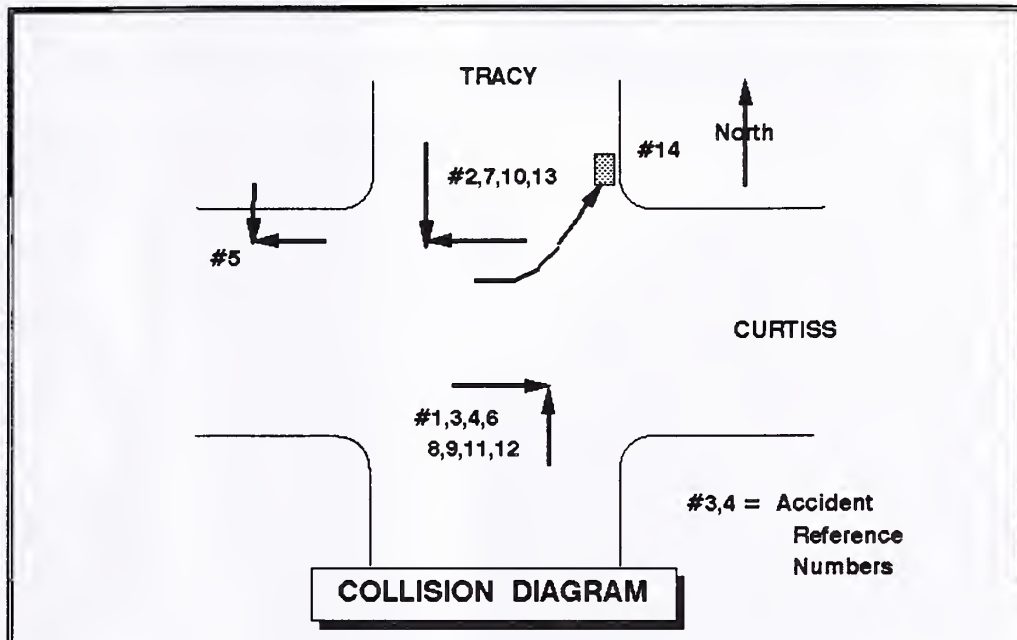 TRACY
North
#14
#2,7,10,13
#5
CURTISS
#1,3,4,6
8,9,11,12
#3,4 = Accident
Reference
Numbers
COLLISION DIAGRAM